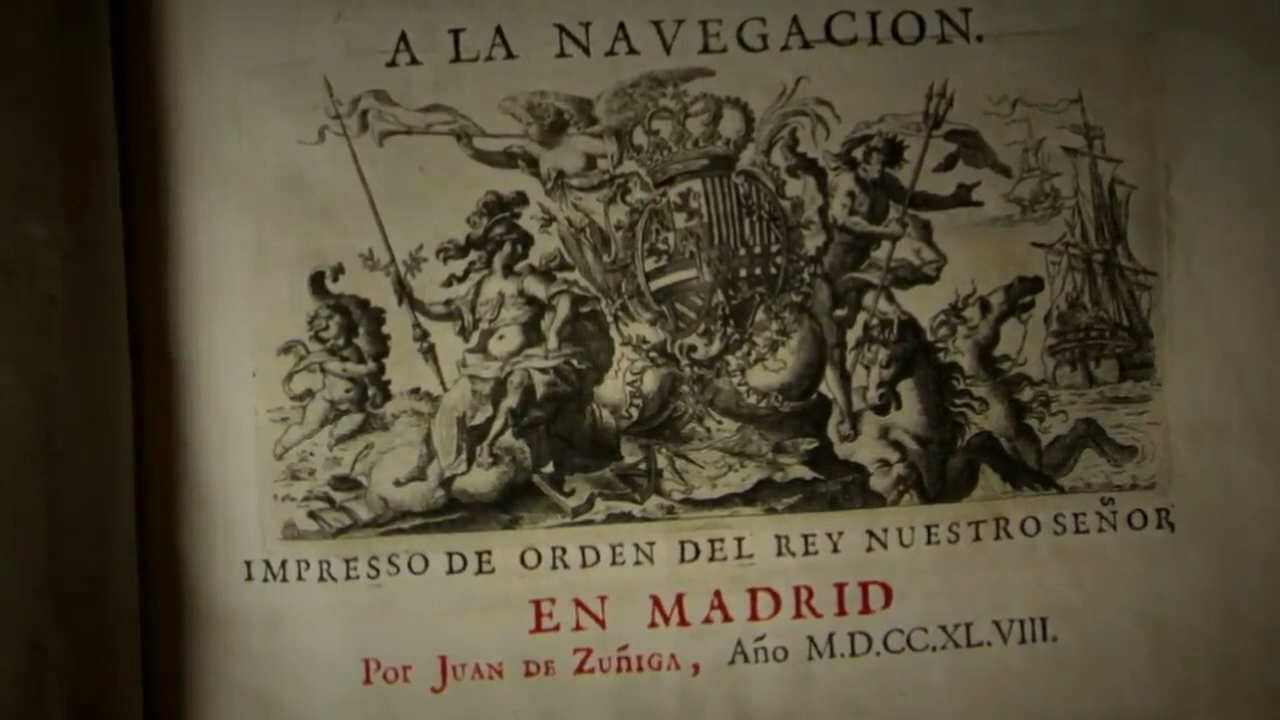 A LA NAVEGACION.
IMPRESSO DE ORDEN DEL REY NUESTRO SEÑOR
EN MADRID
Por JUAN DE ZUÑIGA, Año M.D.CC.XL.VIII.